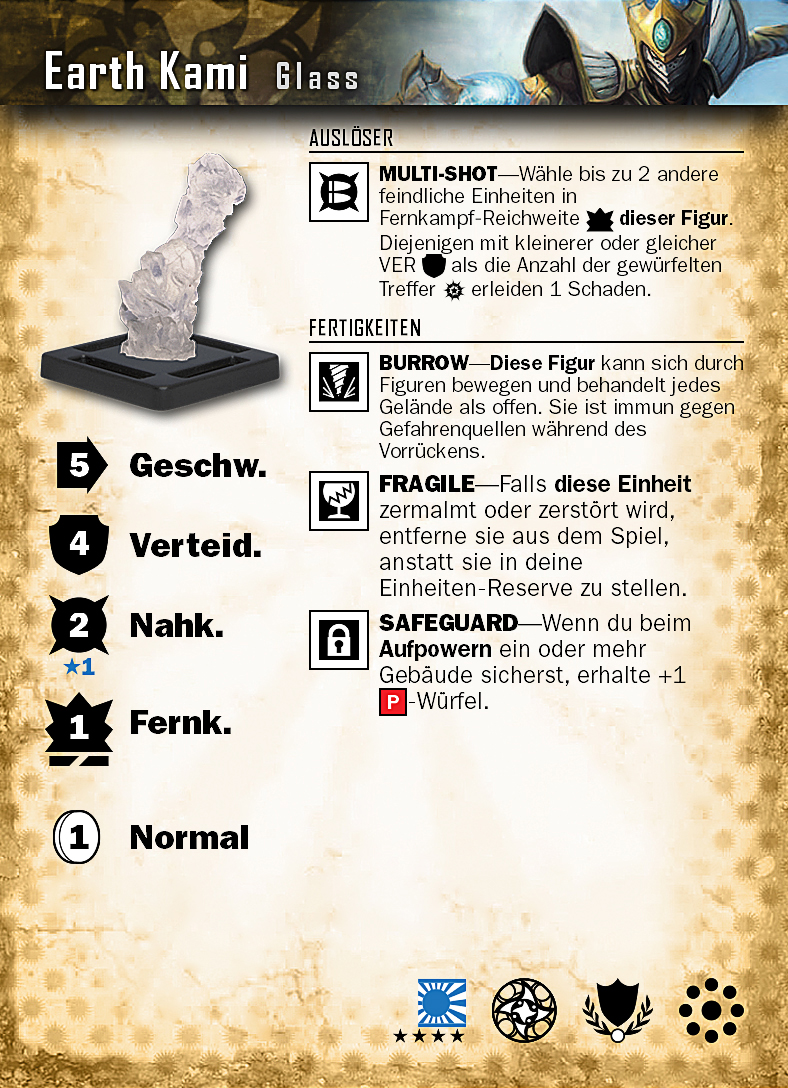 Earth Kami Glass
AUSLÖSER
MULTI-SHOT—Wähle bis zu 2 andere
feindliche Einheiten in
Fernkampf-Reichweite dieser Figur.
Diejenigen mit kleinerer oder gleicher
VER als die Anzahl der gewürfelten
Treffer erleiden 1 Schaden.
FERTIGKEITEN
BURROW—Diese Figur kann sich durch
Figuren bewegen und behandelt jedes
Gelände als offen. Sie ist immun gegen
Gefahrenquellen während des
Vorrückens.
FRAGILE—Falls diese Einheit
zermalmt oder zerstört wird,
entferne sie aus dem Spiel,
anstatt sie in deine
Einheiten-Reserve zu stellen.
SAFEGUARD—Wenn du beim
Aufpowern ein oder mehr
Gebäude sicherst, erhalte +1
P-Würfel.
5 Geschw.
4 Verteid.
2 Nahk.
★1
1 Fernk.
1 Normal